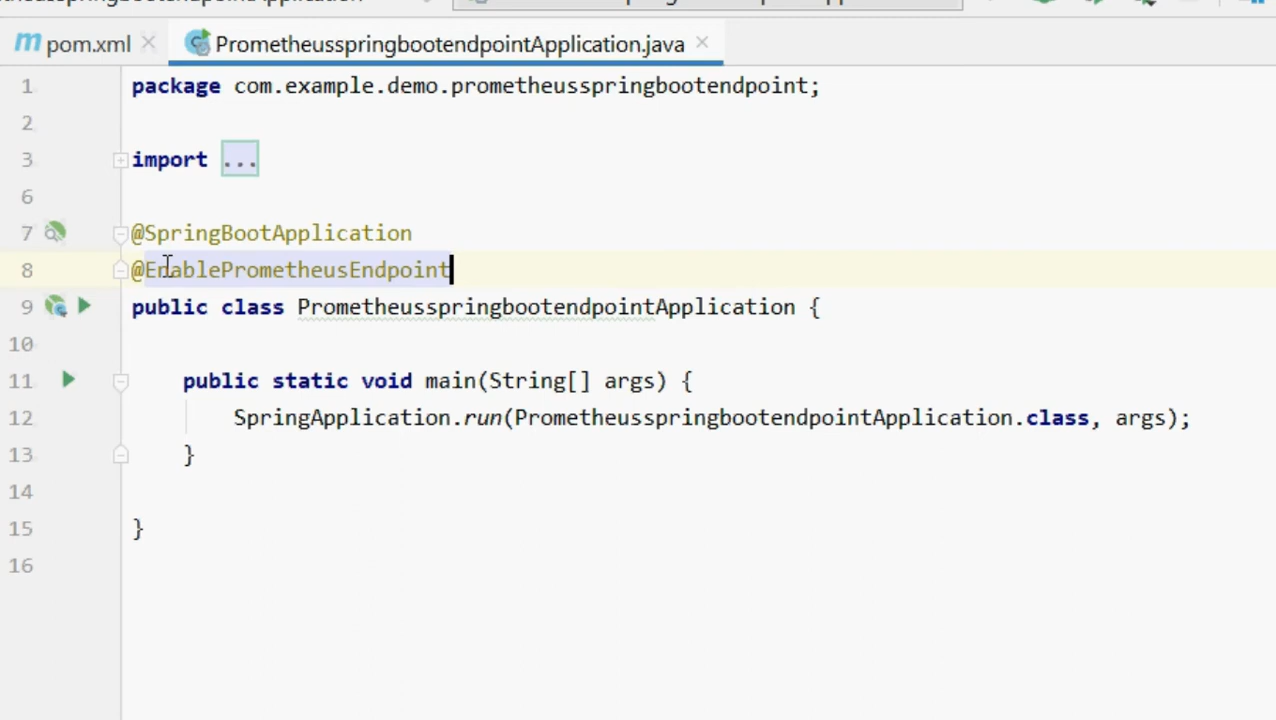 pom.xml
PrometheusspringbootendpointApplication.java
1 package com.example.demo.prometheusspringbootendpoint;
2
3 import ...
6
7 @SpringBootApplication
8 @EnablePrometheusEndpoint
9 public class PrometheusspringbootendpointApplication {
10
11 public static void main(String[] args) {
12 SpringApplication.run(PrometheusspringbootendpointApplication.class, args);
13 }
14
15 }
16